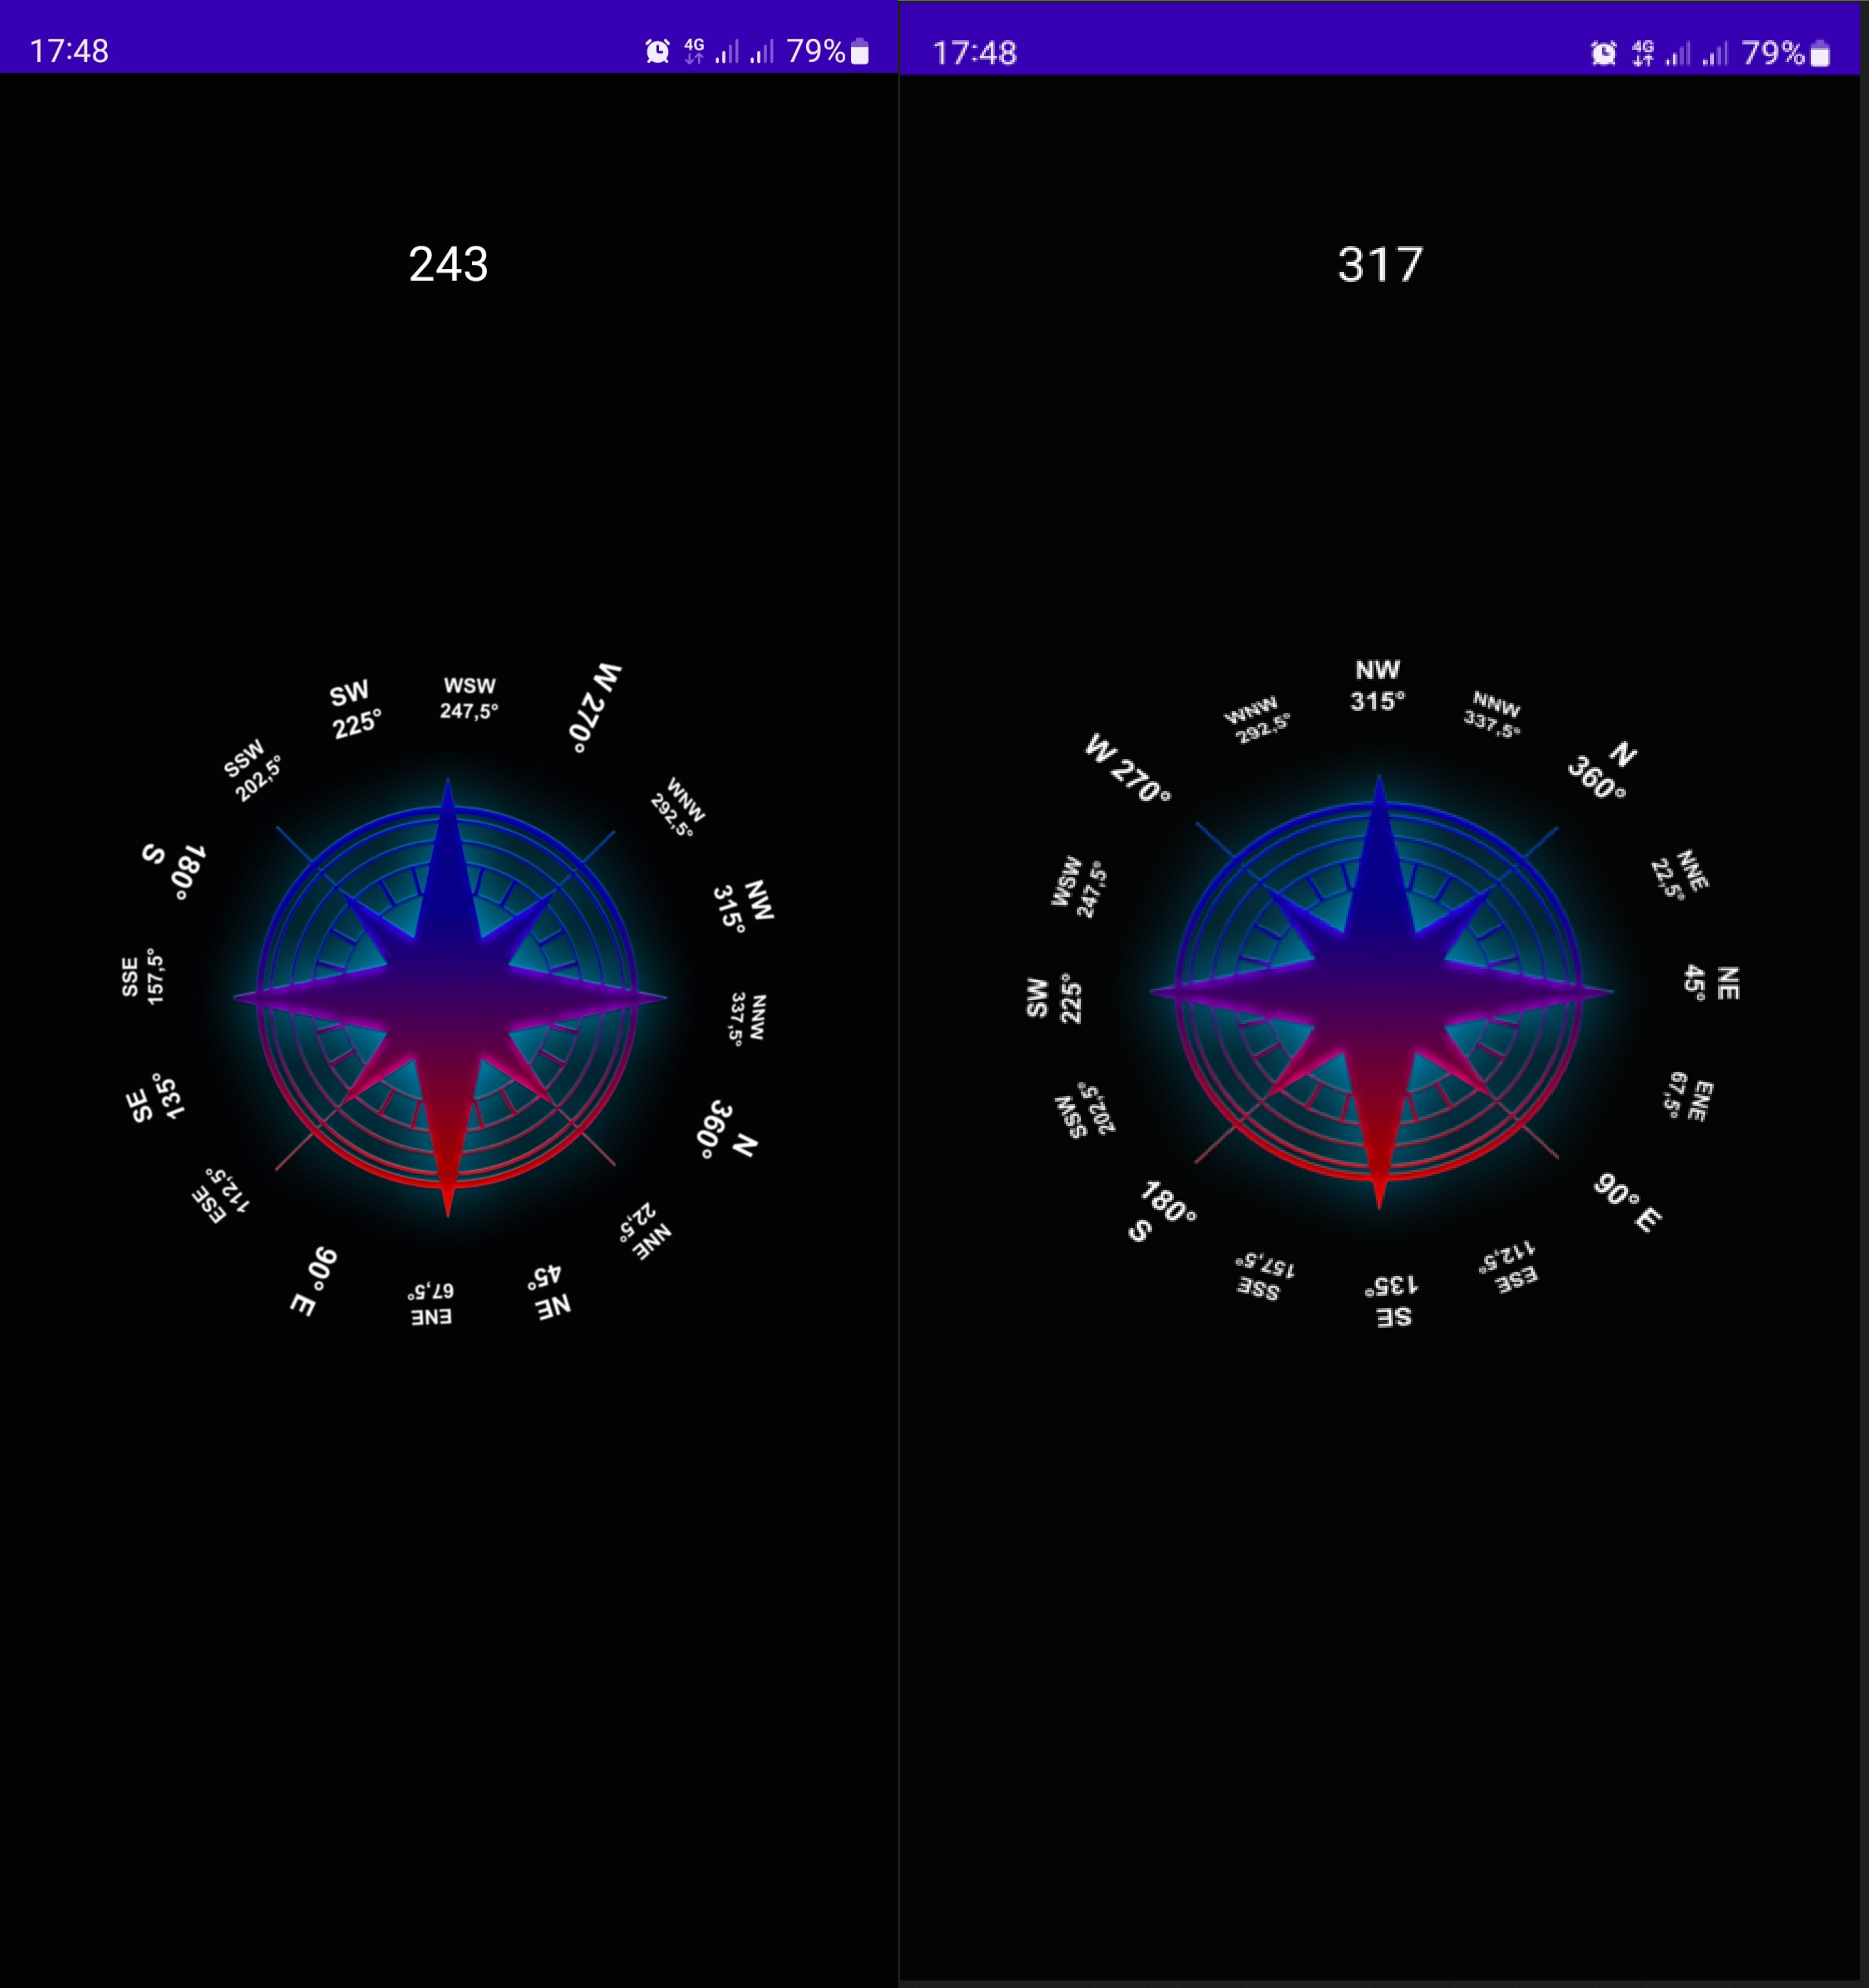 17:48 4G 79%
243
W 270°
WSW
247,5°
SW
225°
SSW
202,5°
WNW
292,5°
S
180°
NW
315°
SSE
157,5°
NNW
337,5°
SE
135°
N
360°
ESE
112,5°
NNE
22,5°
90° E
NE
45°
ENE
67,5°
17:48 4G 79%
317
NW
315°
WNW
292,5°
NNW
337,5°
W 270°
N
360°
WSW
247,5°
NNE
22,5°
SW
225°
NE
45°
SSW
202,5°
ENE
67,5°
180°
S
90° E
SSE
157,5°
ESE
112,5°
SE
135°